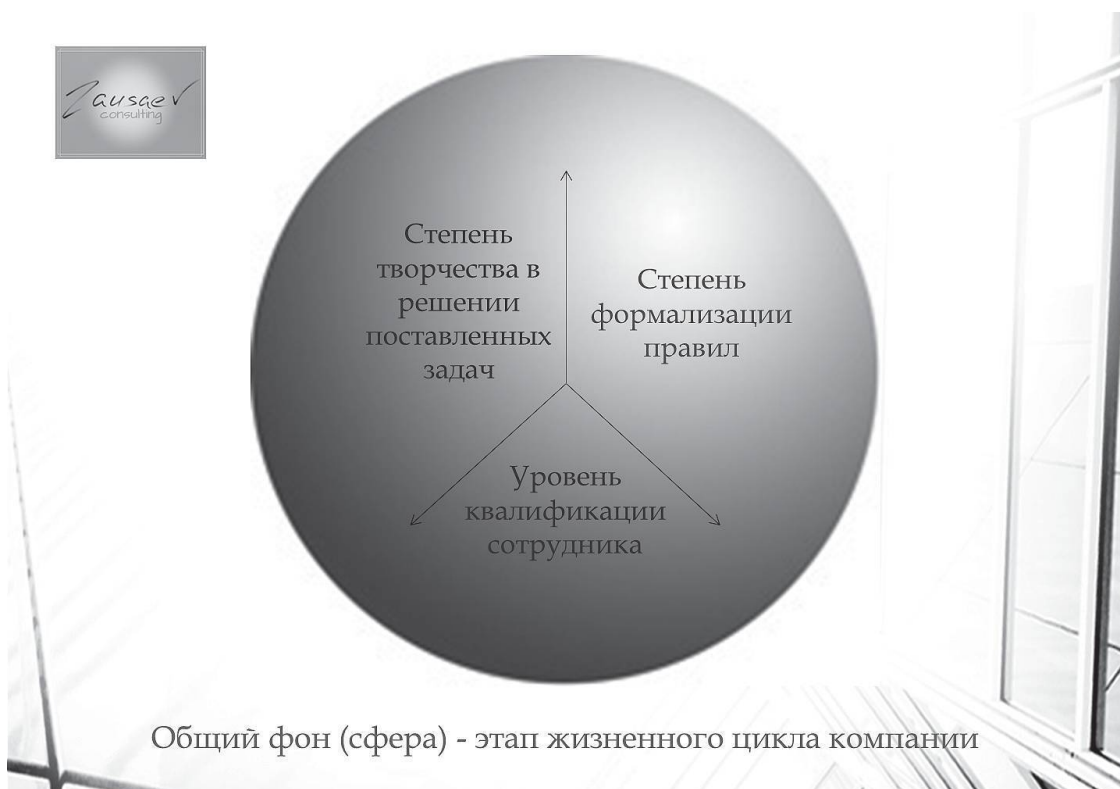 Zausaev
consulting
Степень
творчества в
решении
поставленных
задач
Степень
формализации
правил
Уровень
квалификации
сотрудника
Общий фон (сфера) - этап жизненного цикла компании